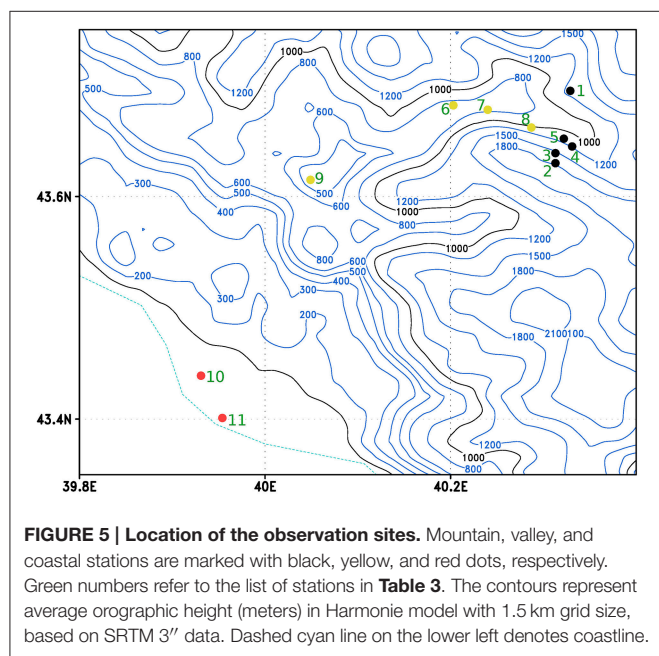 800 1000 1000 1500
1200 800 1200
500 1200 1000 800 1
600 6 7 8
5 1500 1000
3 1800 4
2
9 500
43.6N 300 600 600 1200
500
400 1000
800 1200
1000 1500
200 800 600 1800
500
300 400
300
200 1800 2100100
10
43.4N 11 1200 1200
1000
800
39.8E 40E 40.2E
FIGURE 5 | Location of the observation sites. Mountain, valley, and
coastal stations are marked with black, yellow, and red dots, respectively.
Green numbers refer to the list of stations in Table 3. The contours represent
average orographic height (meters) in Harmonie model with 1.5 km grid size,
based on SRTM 3″ data. Dashed cyan line on the lower left denotes coastline.